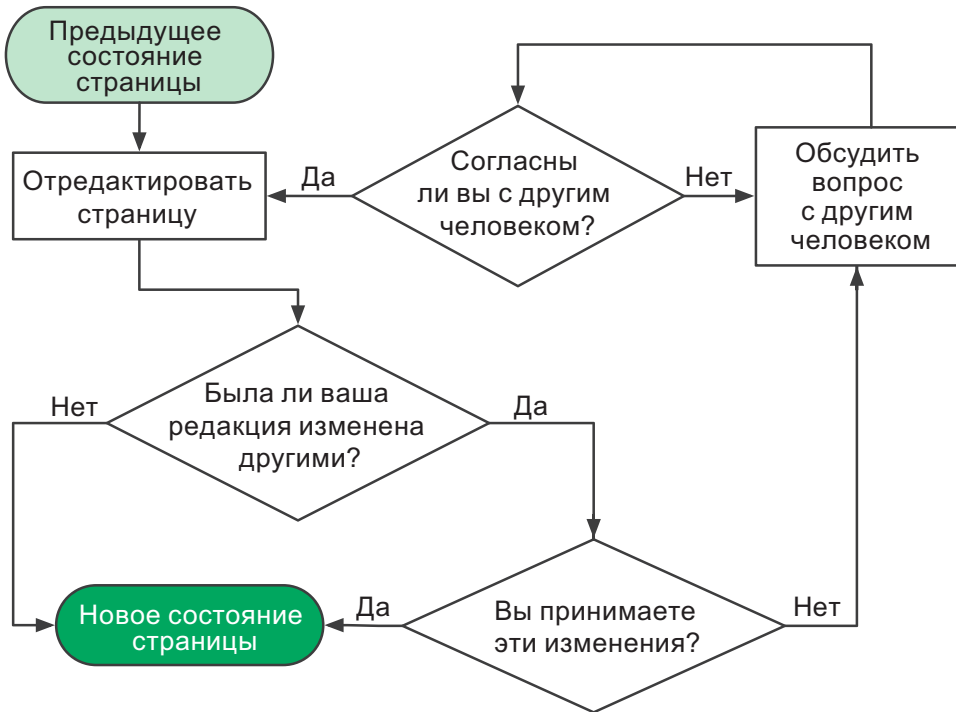 Предыдущее
состояние
страницы
Отредактировать
страницу
Да
Согласны
ли вы с другим
человеком?
Нет
Обсудить
вопрос
с другим
человеком
Нет
Была ли ваша
редакция изменена
другими?
Да
Новое состояние
страницы
Да
Вы принимаете
эти изменения?
Нет